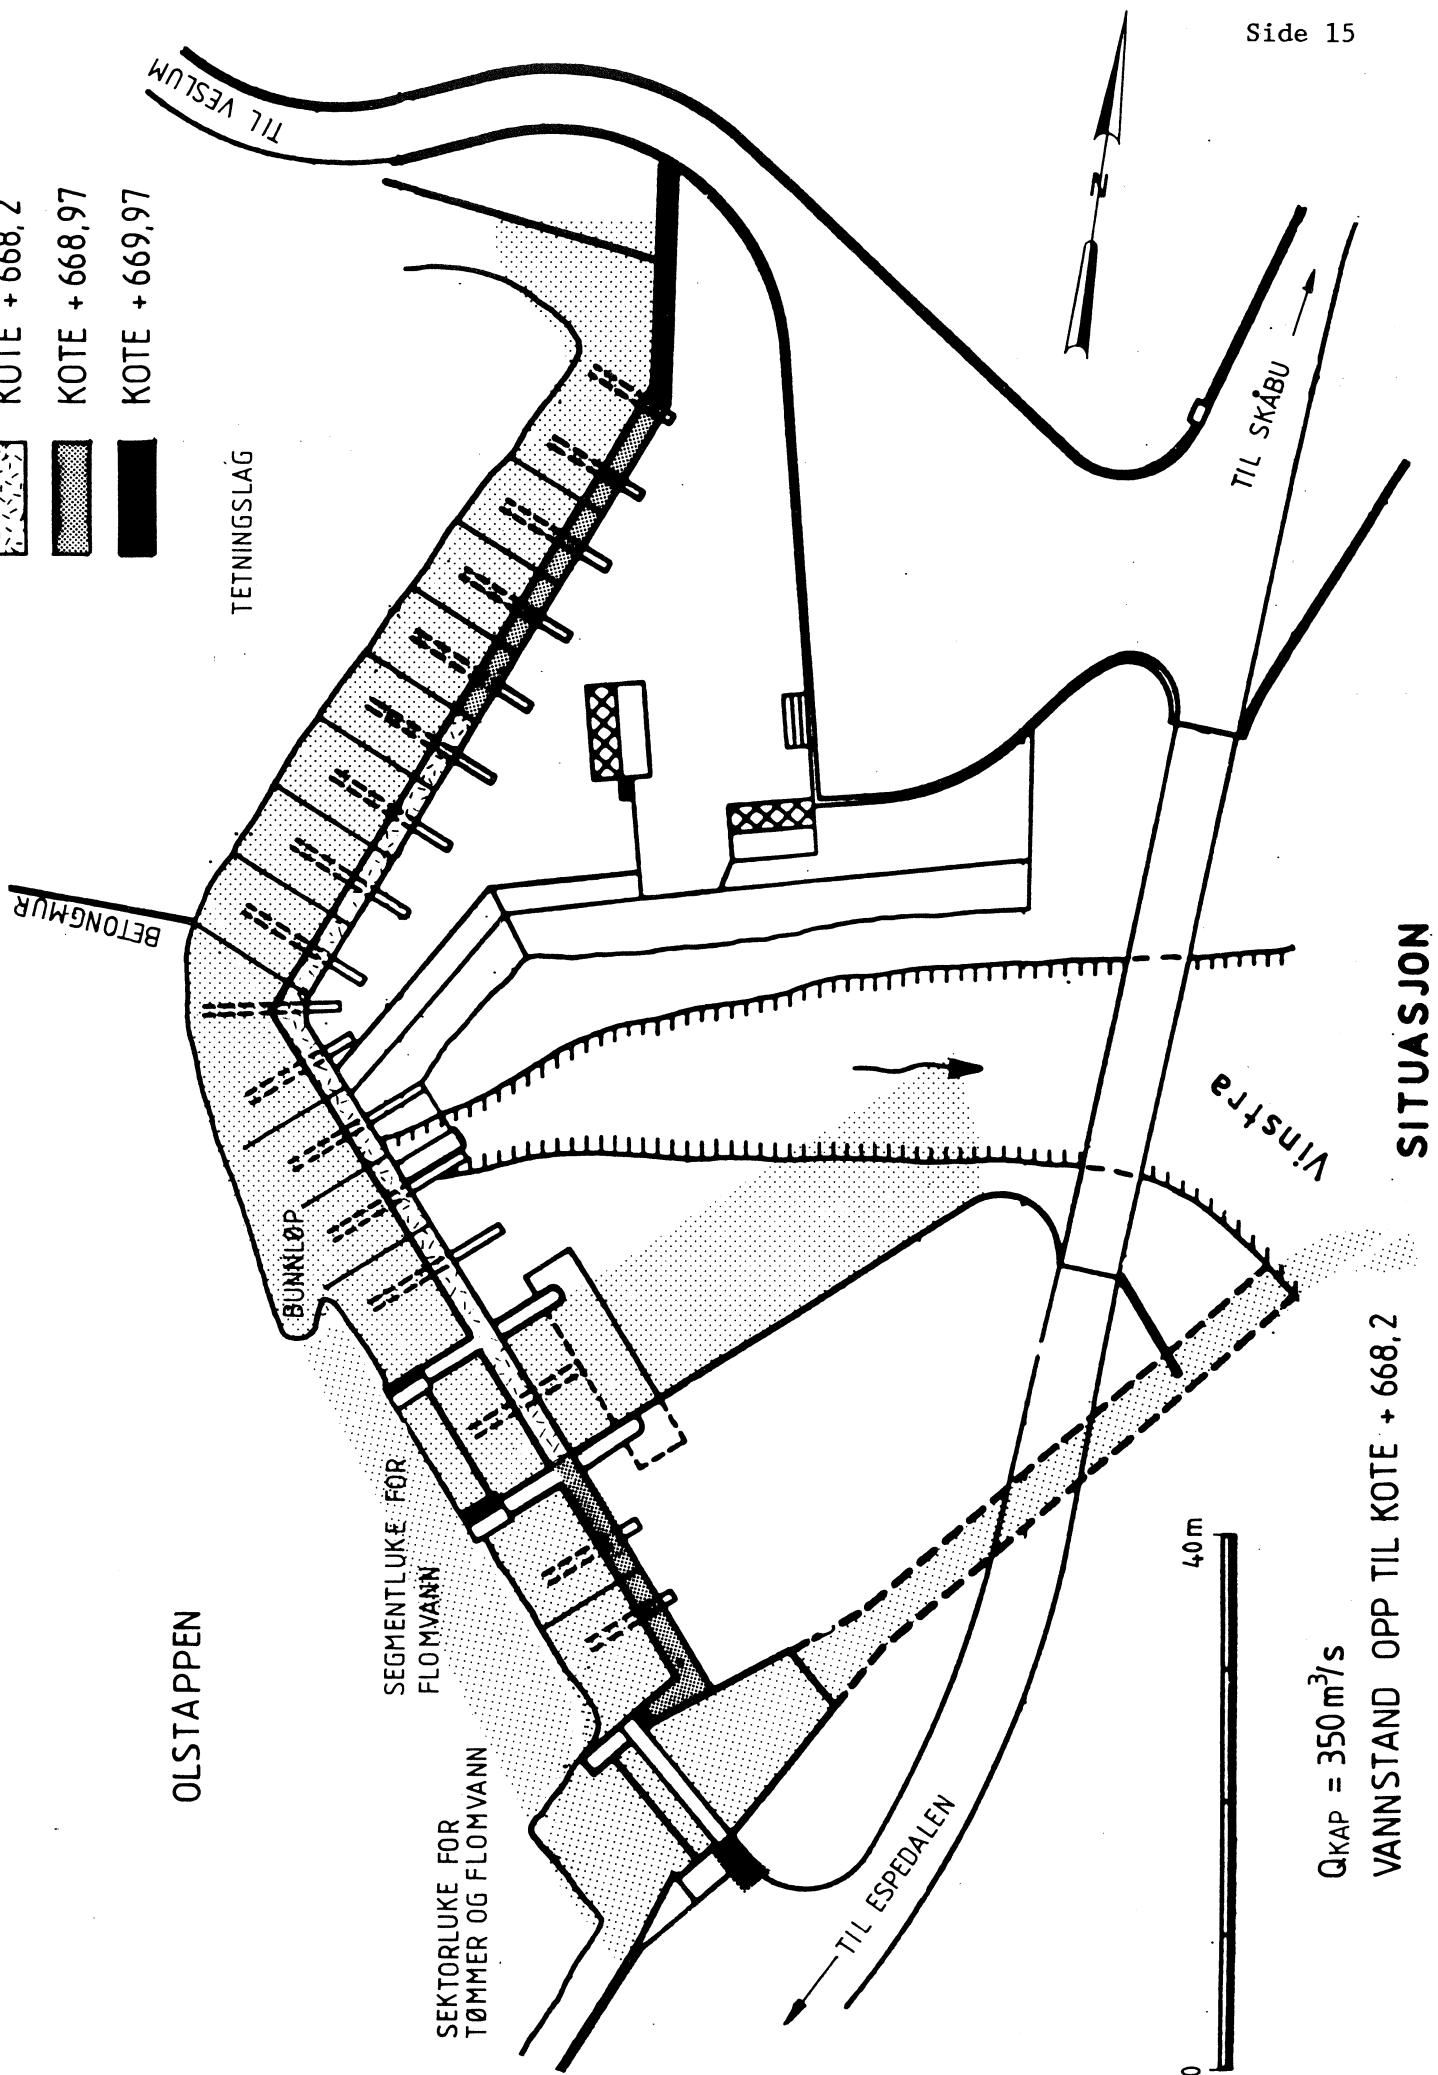 Side 15
TIL VESLUM
KOTE + 668,2
KOTE + 668,97
KOTE + 669,97
TETNINGSLAG
N
TIL SKÅBU
BETONGMUR
BUNNLØP
Vinstra
SITUASJON
OLSTAPPEN
SEGMENTLUKE FOR
FLOMVANN
SEKTORLUKE FOR
TØMMER OG FLOMVANN
TIL ESPEDALEN
0
40m
QKAP = 350m³/s
VANNSTAND OPP TIL KOTE + 668,2